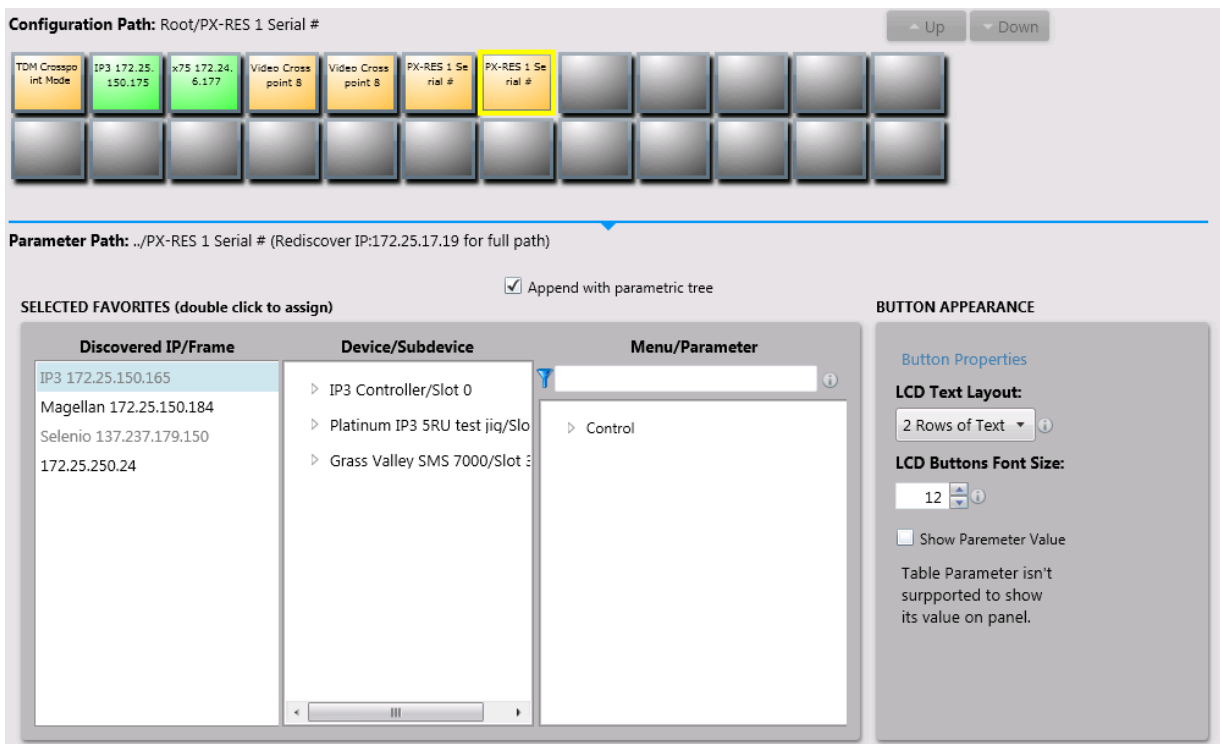 Configuration Path: Root/PX-RES 1 Serial #
Up Down
TDM Crosspo
int Mode
IP3 172.25.
150.175
x75 172.24.
6.177
Video Cross
point 8
Video Cross
point 8
PX-RES 1 Se
rial #
PX-RES 1 Se
rial #
Parameter Path: ../PX-RES 1 Serial # (Rediscover IP:172.25.17.19 for full path)
Append with parametric tree
SELECTED FAVORITES (double click to assign)
Discovered IP/Frame
IP3 172.25.150.165
Magellan 172.25.150.184
Selenio 137.237.179.150
172.25.250.24
Device/Subdevice
IP3 Controller/Slot 0
Platinum IP3 5RU test jig/Slo
Grass Valley SMS 7000/Slot 3
Menu/Parameter
Control
BUTTON APPEARANCE
Button Properties
LCD Text Layout:
2 Rows of Text
LCD Buttons Font Size:
12
Show Paremeter Value
Table Parameter isn't
surpported to show
its value on panel.